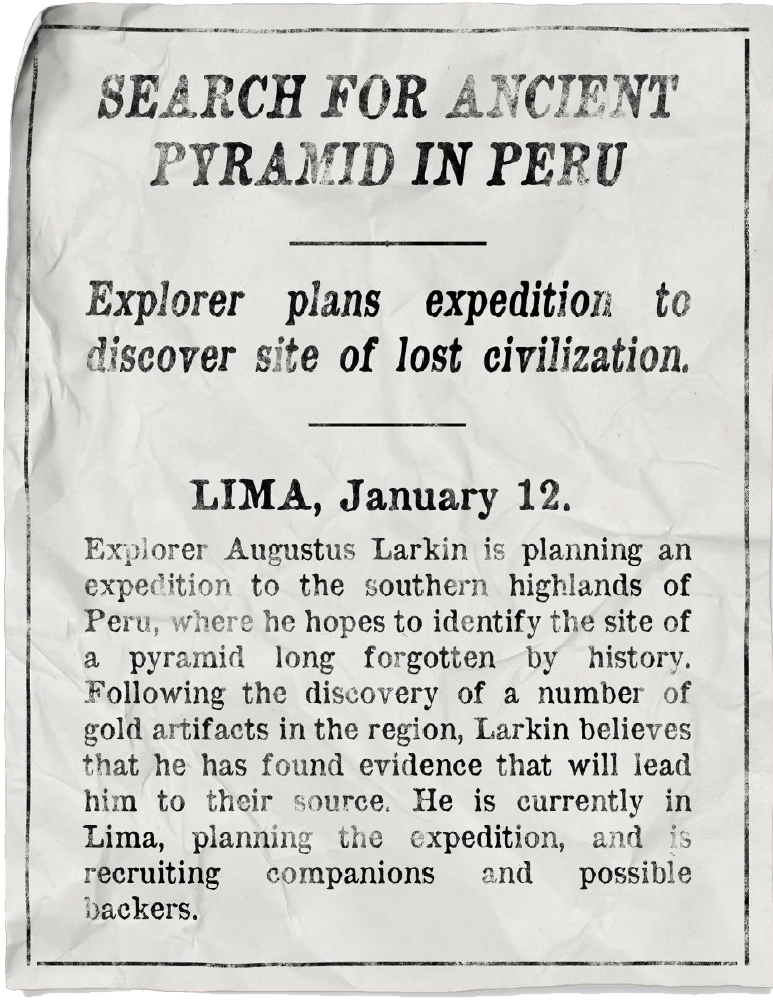 SEARCH FOR ANCIENT
PYRAMID IN PERU
Explorer plans expedition to
discover site of lost civilization.
LIMA, January 12.
Explorer Augustus Larkin is planning an
expedition to the southern highlands of
Peru, where he hopes to identify the site of
a pyramid long forgotten by history.
Following the discovery of a number of
gold artifacts in the region, Larkin believes
that he has found evidence that will lead
him to their source. He is currently in
Lima, planning the expedition, and is
recruiting companions and possible
backers.